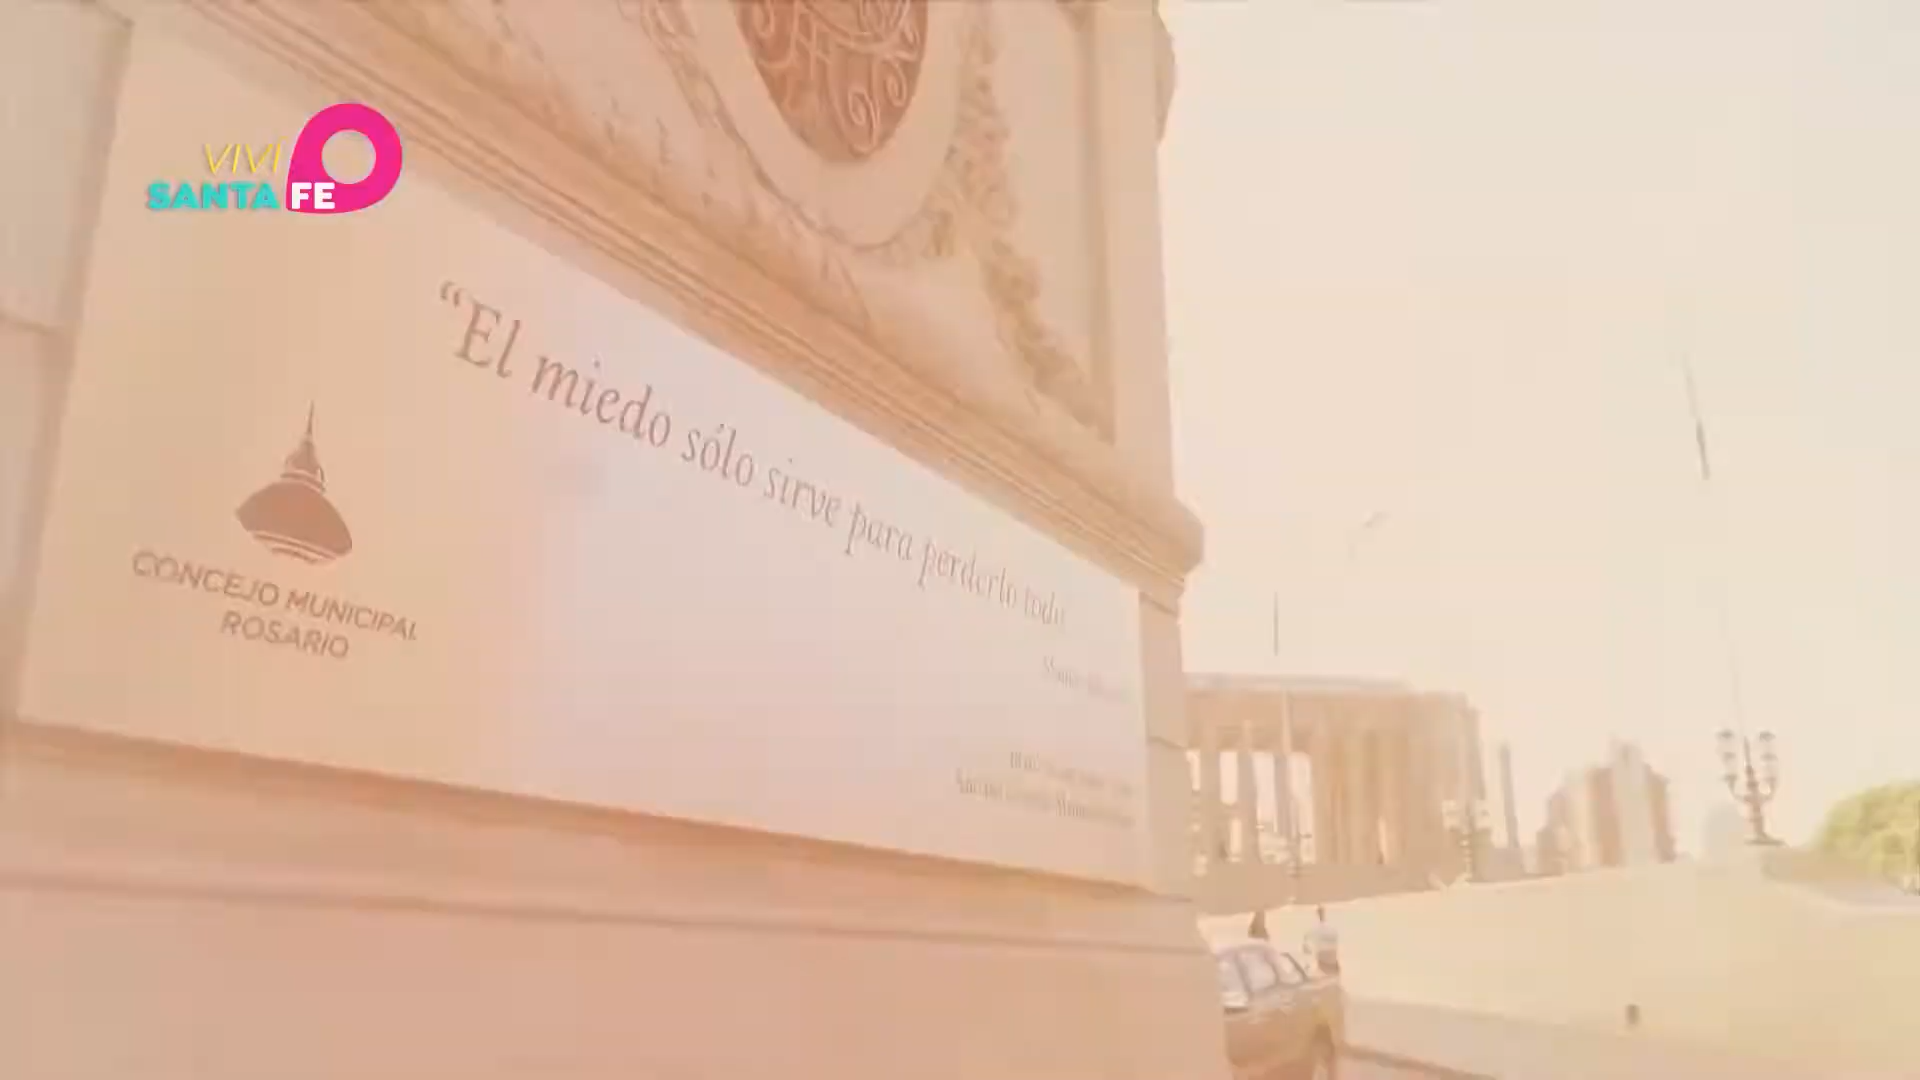 VIVI
SANTA FE
“El miedo sólo sirve para perderlo todo
CONCEJO MUNICIPAL
ROSARIO